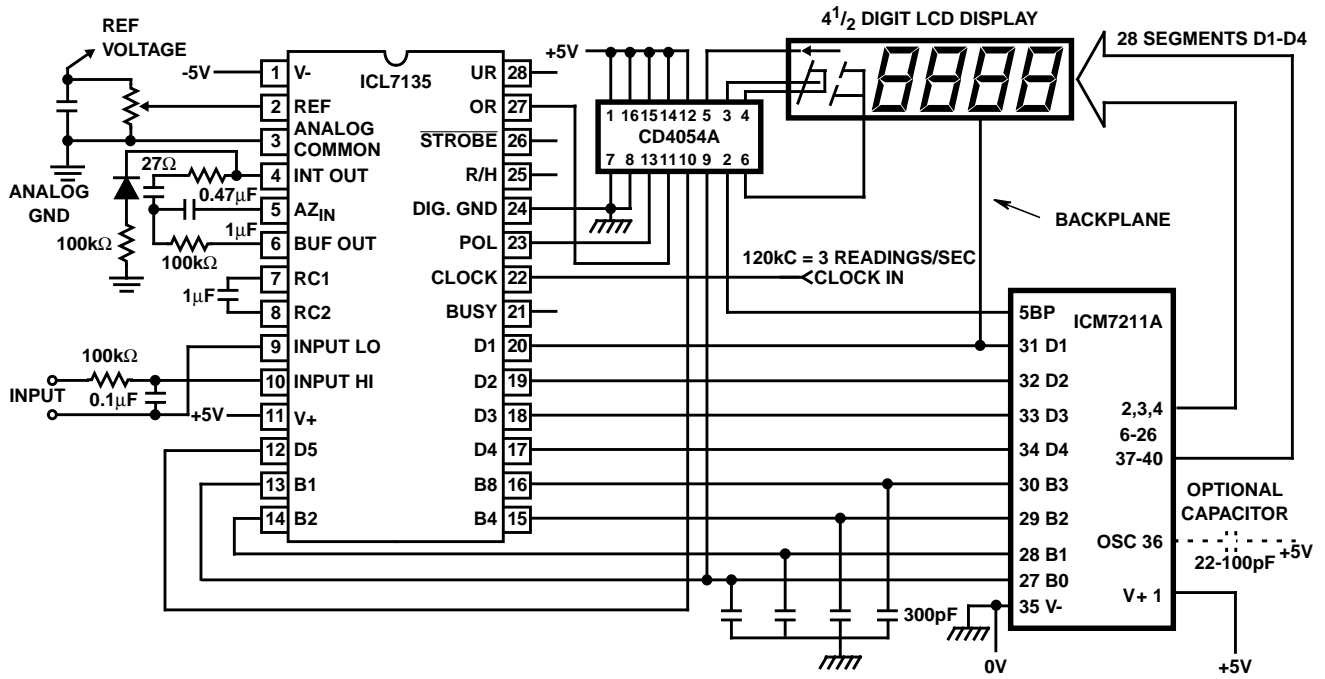 REF
VOLTAGE
-5V
ANALOG
GND
27Ω
0.47μF
1μF
100kΩ
100kΩ
1μF
100kΩ
INPUT
0.1μF
+5V
ICL7135
1 V-
2 REF
3 ANALOG
COMMON
4 INT OUT
5 AZIN
6 BUF OUT
7 RC1
8 RC2
9 INPUT LO
10 INPUT HI
11 V+
12 D5
13 B1
14 B2
UR 28
OR 27
STROBE 26
R/H 25
DIG. GND 24
POL 23
CLOCK 22
BUSY 21
D1 20
D2 19
D3 18
D4 17
B8 16
B4 15
+5V
1 16 15 14 12 5 3 4
CD4054A
7 8 13 11 10 9 2 6
4 1/2 DIGIT LCD DISPLAY
8888
28 SEGMENTS D1-D4
BACKPLANE
120kC = 3 READINGS/SEC
CLOCK IN
ICM7211A
5BP
31 D1
32 D2
33 D3
34 D4
30 B3
29 B2
28 B1
27 B0
35 V-
2,3,4
6-26
37-40
OSC 36
V+ 1
OPTIONAL
CAPACITOR
22-100pF
+5V
300pF
0V
+5V